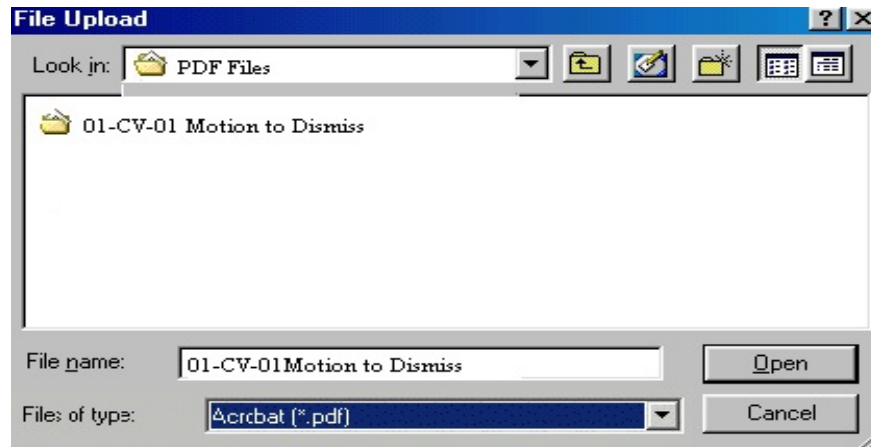 File Upload
Look in: PDF Files
01-CV-01 Motion to Dismiss
File name: 01-CV-01Motion to Dismiss Open
Files of type: Acrobat (*.pdf) Cancel